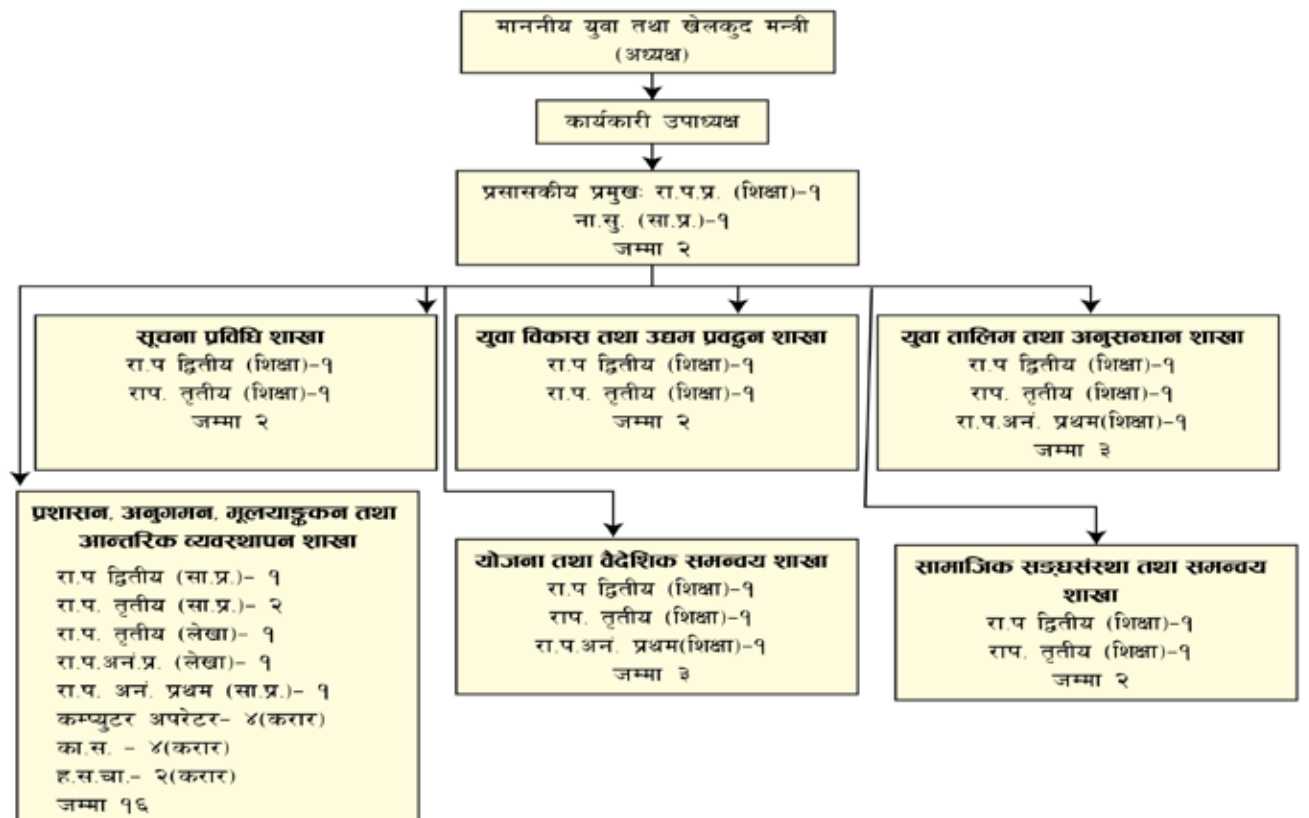 माननीय युवा तथा खेलकुद मन्त्री
(अध्यक्ष)
कार्यकारी उपाध्यक्ष
प्रसासकीय प्रमुखः रा.प.प्र. (शिक्षा)-१
ना.सु. (सा.प्र.)-१
जम्मा २
सूचना प्रविधि शाखा
रा.प द्वितीय (शिक्षा)-१
राप. तृतीय (शिक्षा)-१
जम्मा २
युवा विकास तथा उद्यम प्रवद्धन शाखा
रा.प द्वितीय (शिक्षा)-१
रा.प. तृतीय (शिक्षा)-१
जम्मा २
युवा तालिम तथा अनुसन्धान शाखा
रा.प द्वितीय (शिक्षा)-१
राप. तृतीय (शिक्षा)-१
रा.प.अनं. प्रथम(शिक्षा)-१
जम्मा ३
प्रशासन, अनुगमन, मूलयाङ्ककन तथा
आन्तरिक व्यवस्थापन शाखा
रा.प द्वितीय (सा.प्र.)- १
रा.प. तृतीय (सा.प्र.)- २
रा.प. तृतीय (लेखा)- १
रा.प.अनं.प्र. (लेखा)- १
रा.प. अनं. प्रथम (सा.प्र.)- १
कम्प्युटर अपरेटर- ४(करार)
का.स. - ४(करार)
ह.स.चा.- २(करार)
जम्मा १६
योजना तथा वैदेशिक समन्वय शाखा
रा.प द्वितीय (शिक्षा)-१
राप. तृतीय (शिक्षा)-१
रा.प.अनं. प्रथम(शिक्षा)-१
जम्मा ३
सामाजिक सङ्घसंस्था तथा समन्वय
शाखा
रा.प द्वितीय (शिक्षा)-१
राप. तृतीय (शिक्षा)-१
जम्मा २